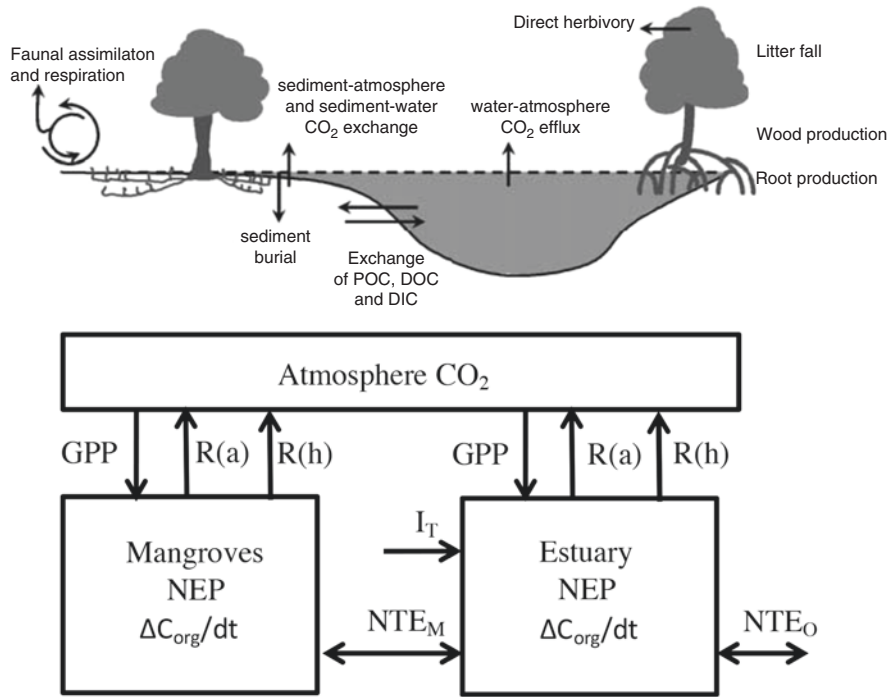 Direct herbivory
Faunal assimilaton
and respiration
Litter fall
sediment-atmosphere
and sediment-water
CO₂ exchange
water-atmosphere
CO₂ efflux
Wood production
Root production
sediment
burial
Exchange
of POC, DOC
and DIC
Atmosphere CO₂
GPP
R(a)
R(h)
GPP
R(a)
R(h)
Mangroves
NEP
ΔCorg/dt
NTEM
IT
Estuary
NEP
ΔCorg/dt
NTEO